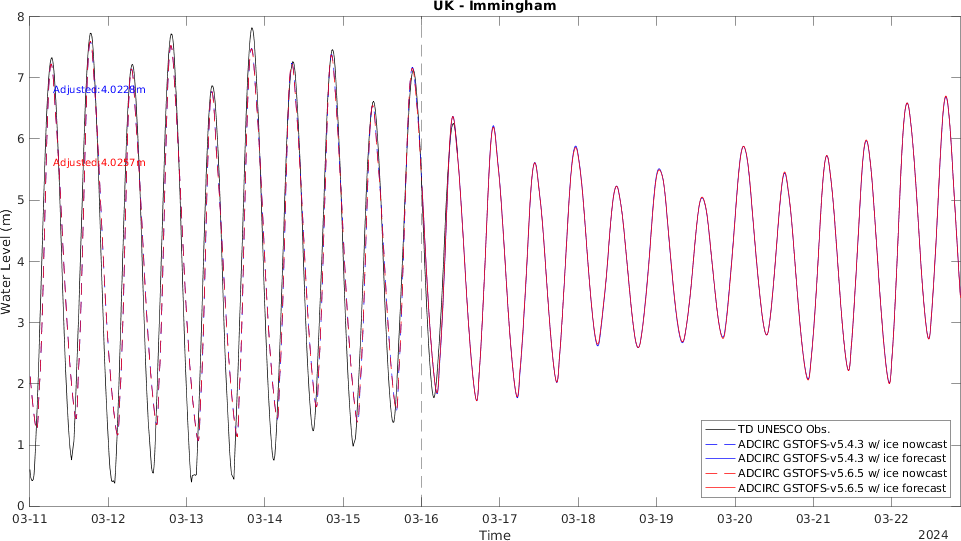 UK - Immingham
8
7
6
5
4
3
2
1
0
Water Level (m)
Adjusted:4.0228m
Adjusted:4.0257m
TD UNESCO Obs.
ADCIRC GSTOFS-v5.4.3 w/ ice nowcast
ADCIRC GSTOFS-v5.4.3 w/ ice forecast
ADCIRC GSTOFS-v5.6.5 w/ ice nowcast
ADCIRC GSTOFS-v5.6.5 w/ ice forecast
03-11 03-12 03-13 03-14 03-15 03-16 03-17 03-18 03-19 03-20 03-21 03-22
Time
2024